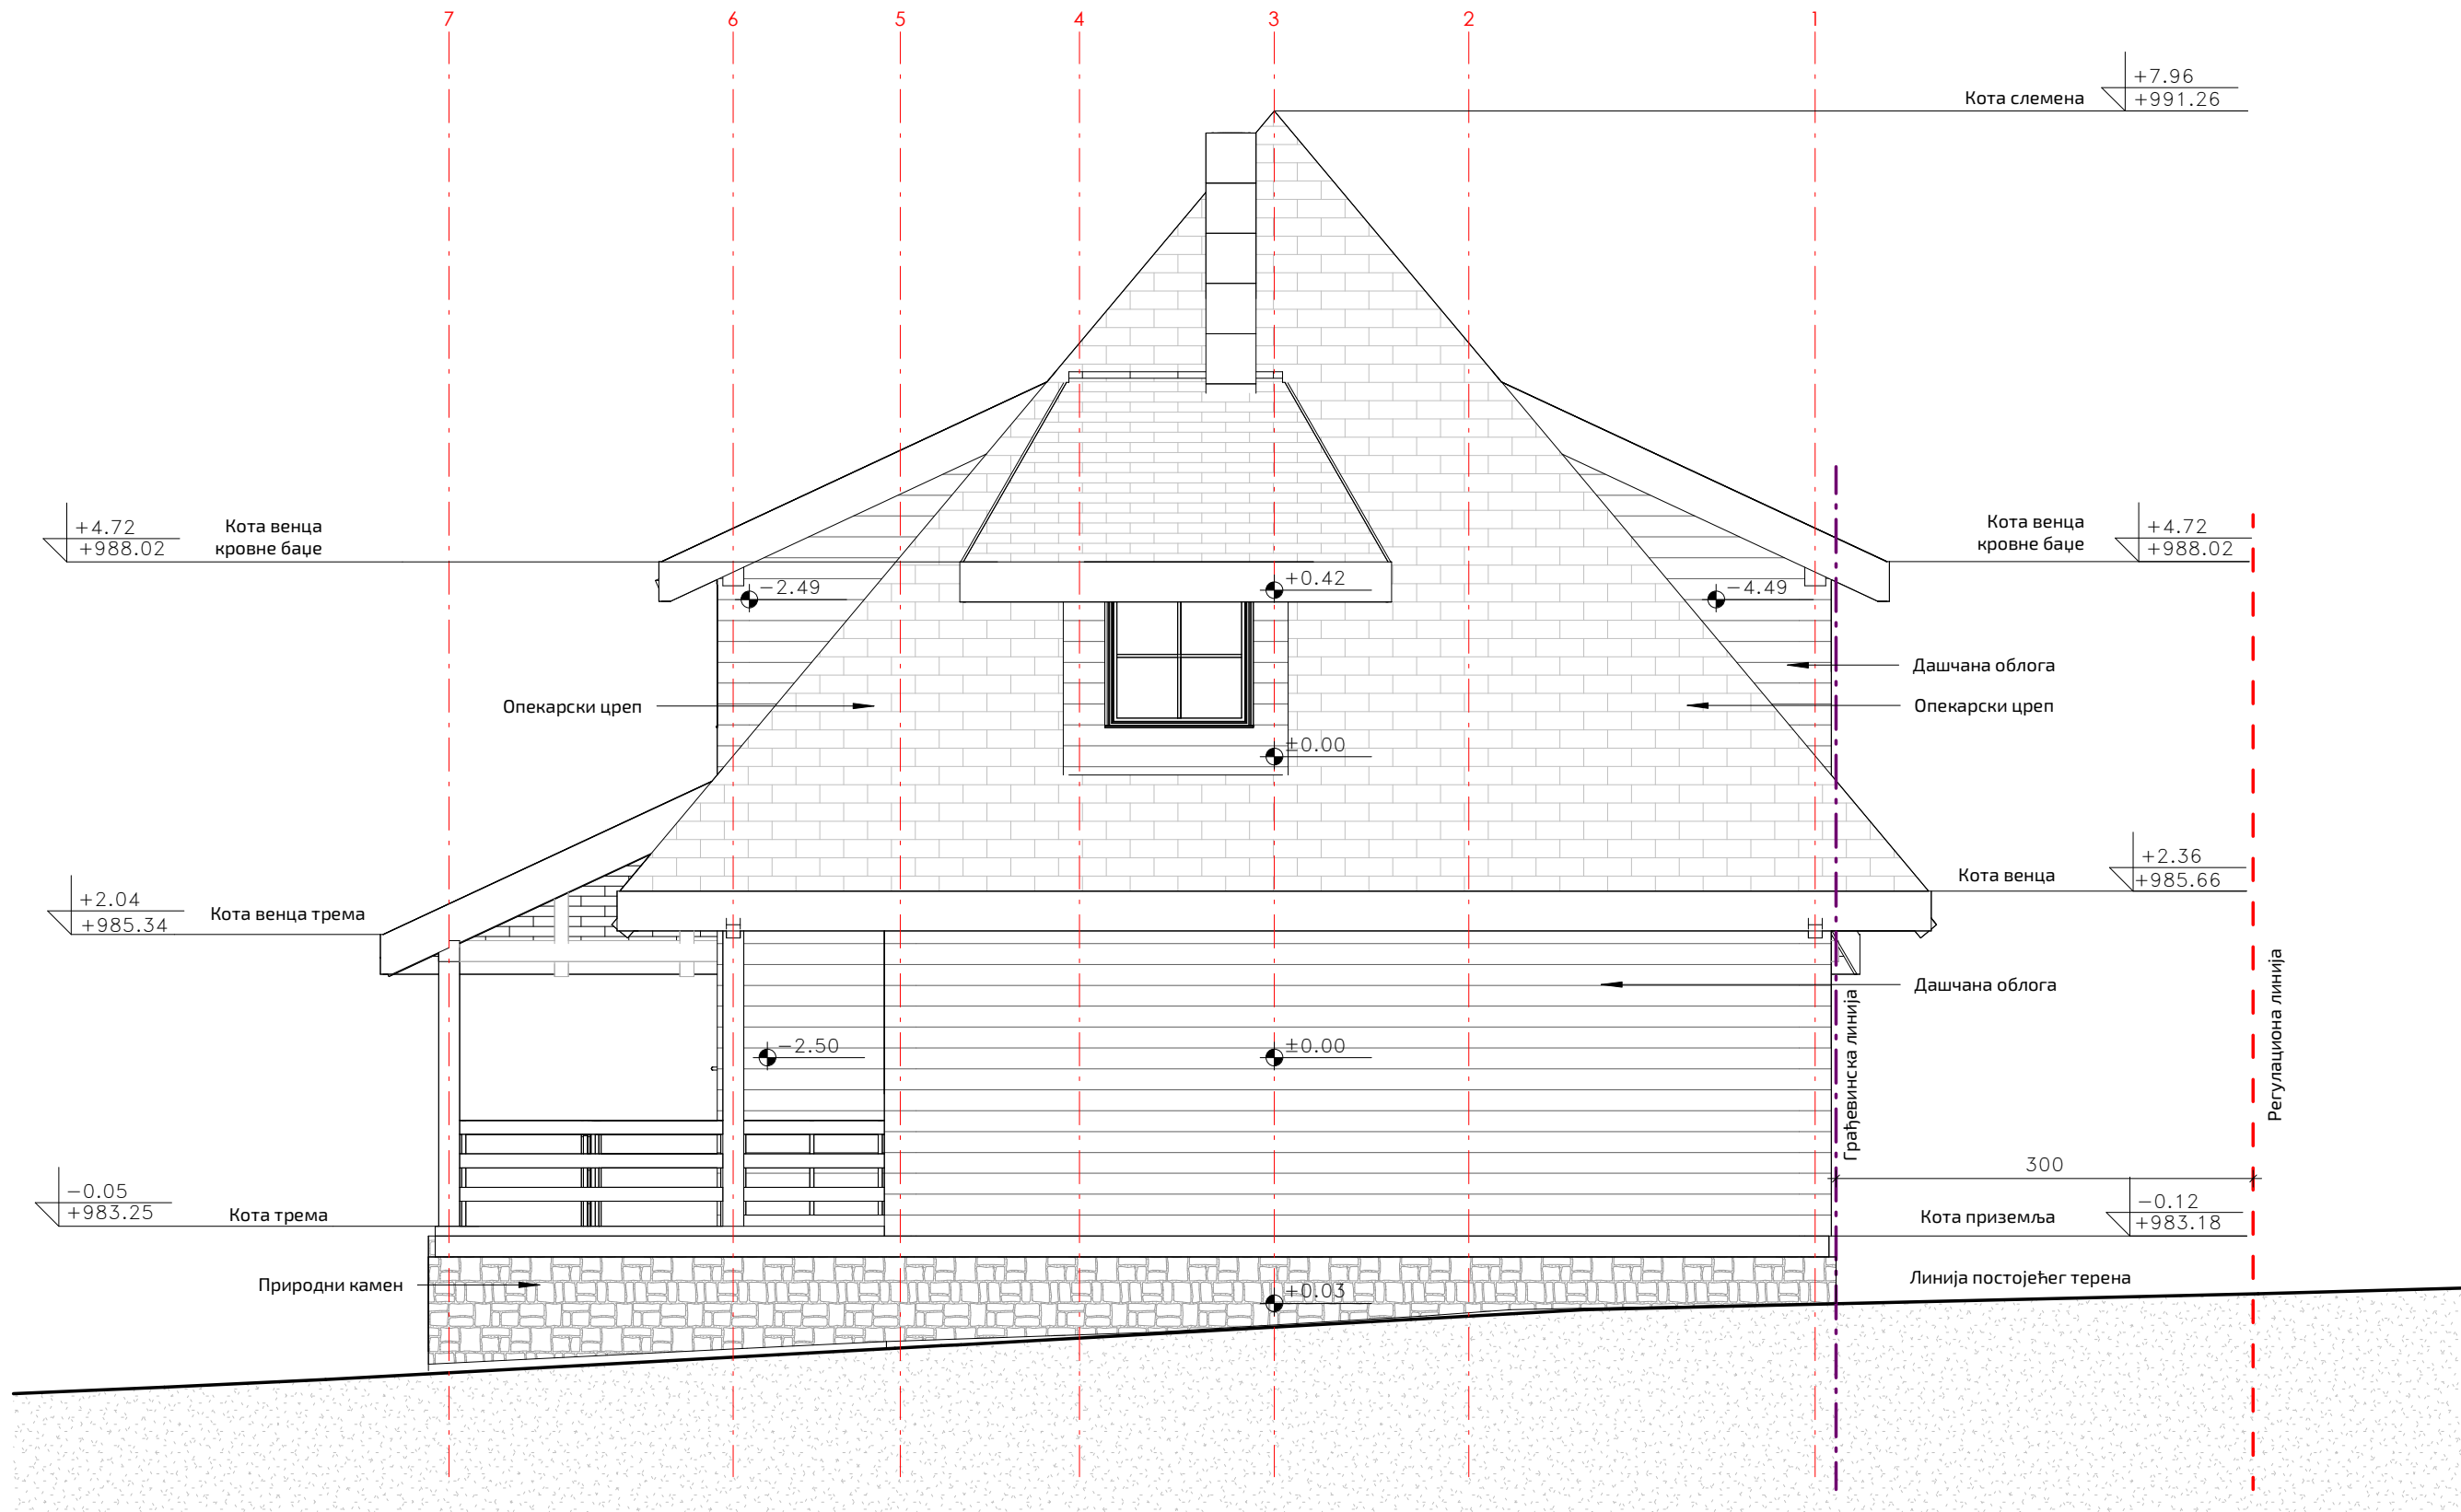 7 6 5 4 3 2 1
+7.96
Кота слемена +991.26
+4.72 Кота венца
+988.02 кровне баџе
Кота венца +4.72
кровне баџе +988.02
−2.49 +0.42 −4.49
Дашчана облога
Опекарски цреп
Опекарски цреп
±0.00
+2.36
Кота венца +985.66
+2.04
Кота венца трема
+985.34
Дашчана облога
−2.50 ±0.00
Грађевинска линија
Регулациона линија
300
−0.05
+983.25 Кота трема
−0.12
Кота приземља +983.18
Природни камен
Линија постојећег терена
+0.03